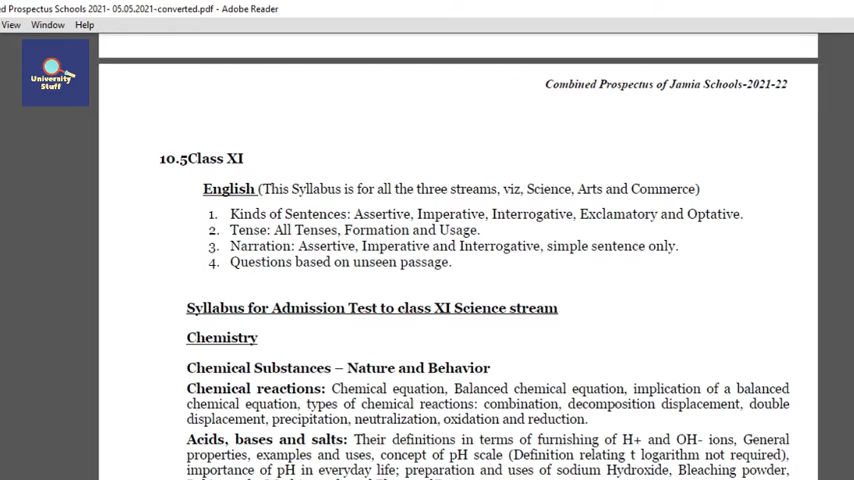 ed Prospectus Schools 2021- 05.05.2021-converted.pdf - Adobe Reader
View Window Help
University
Stuff
Combined Prospectus of Jamia Schools-2021-22
10.5Class XI
English (This Syllabus is for all the three streams, viz, Science, Arts and Commerce)
1. Kinds of Sentences: Assertive, Imperative, Interrogative, Exclamatory and Optative.
2. Tense: All Tenses, Formation and Usage.
3. Narration: Assertive, Imperative and Interrogative, simple sentence only.
4. Questions based on unseen passage.
Syllabus for Admission Test to class XI Science stream
Chemistry
Chemical Substances – Nature and Behavior
Chemical reactions: Chemical equation, Balanced chemical equation, implication of a balanced
chemical equation, types of chemical reactions: combination, decomposition displacement, double
displacement, precipitation, neutralization, oxidation and reduction.
Acids, bases and salts: Their definitions in terms of furnishing of H+ and OH- ions, General
properties, examples and uses, concept of pH scale (Definition relating t logarithm not required),
importance of pH in everyday life; preparation and uses of sodium Hydroxide, Bleaching powder,